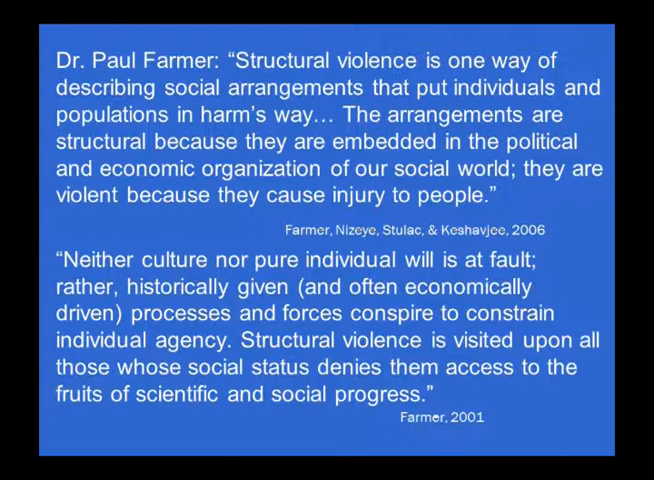 Dr. Paul Farmer: “Structural violence is one way of
describing social arrangements that put individuals and
populations in harm’s way… The arrangements are
structural because they are embedded in the political
and economic organization of our social world; they are
violent because they cause injury to people.”
Farmer, Nizeye, Stulac, & Keshavjee, 2006
“Neither culture nor pure individual will is at fault;
rather, historically given (and often economically
driven) processes and forces conspire to constrain
individual agency. Structural violence is visited upon all
those whose social status denies them access to the
fruits of scientific and social progress.”
Farmer, 2001